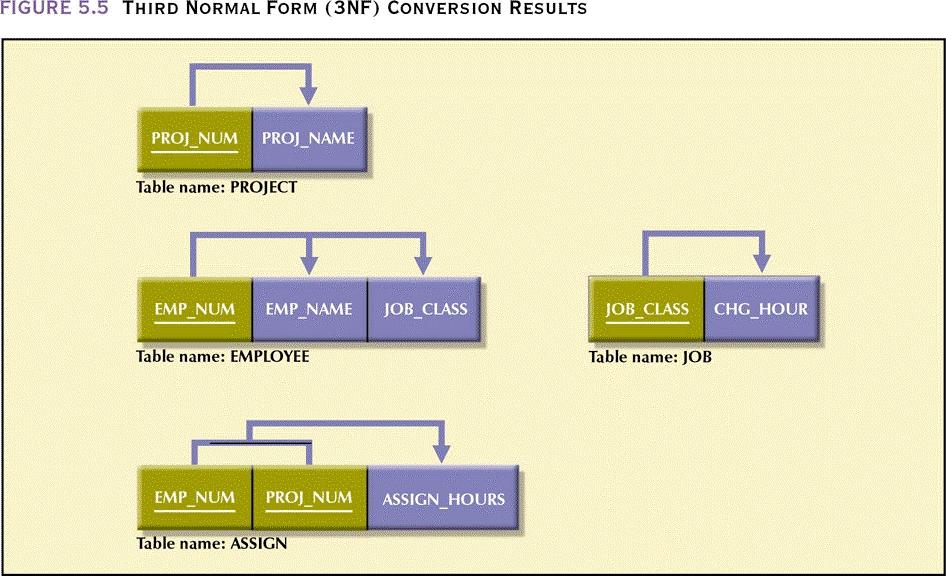 FIGURE 5.5 THIRD NORMAL FORM (3NF) CONVERSION RESULTS
PROJ_NUM PROJ_NAME
Table name: PROJECT
EMP_NUM EMP_NAME JOB_CLASS
Table name: EMPLOYEE
JOB_CLASS CHG_HOUR
Table name: JOB
EMP_NUM PROJ_NUM ASSIGN_HOURS
Table name: ASSIGN